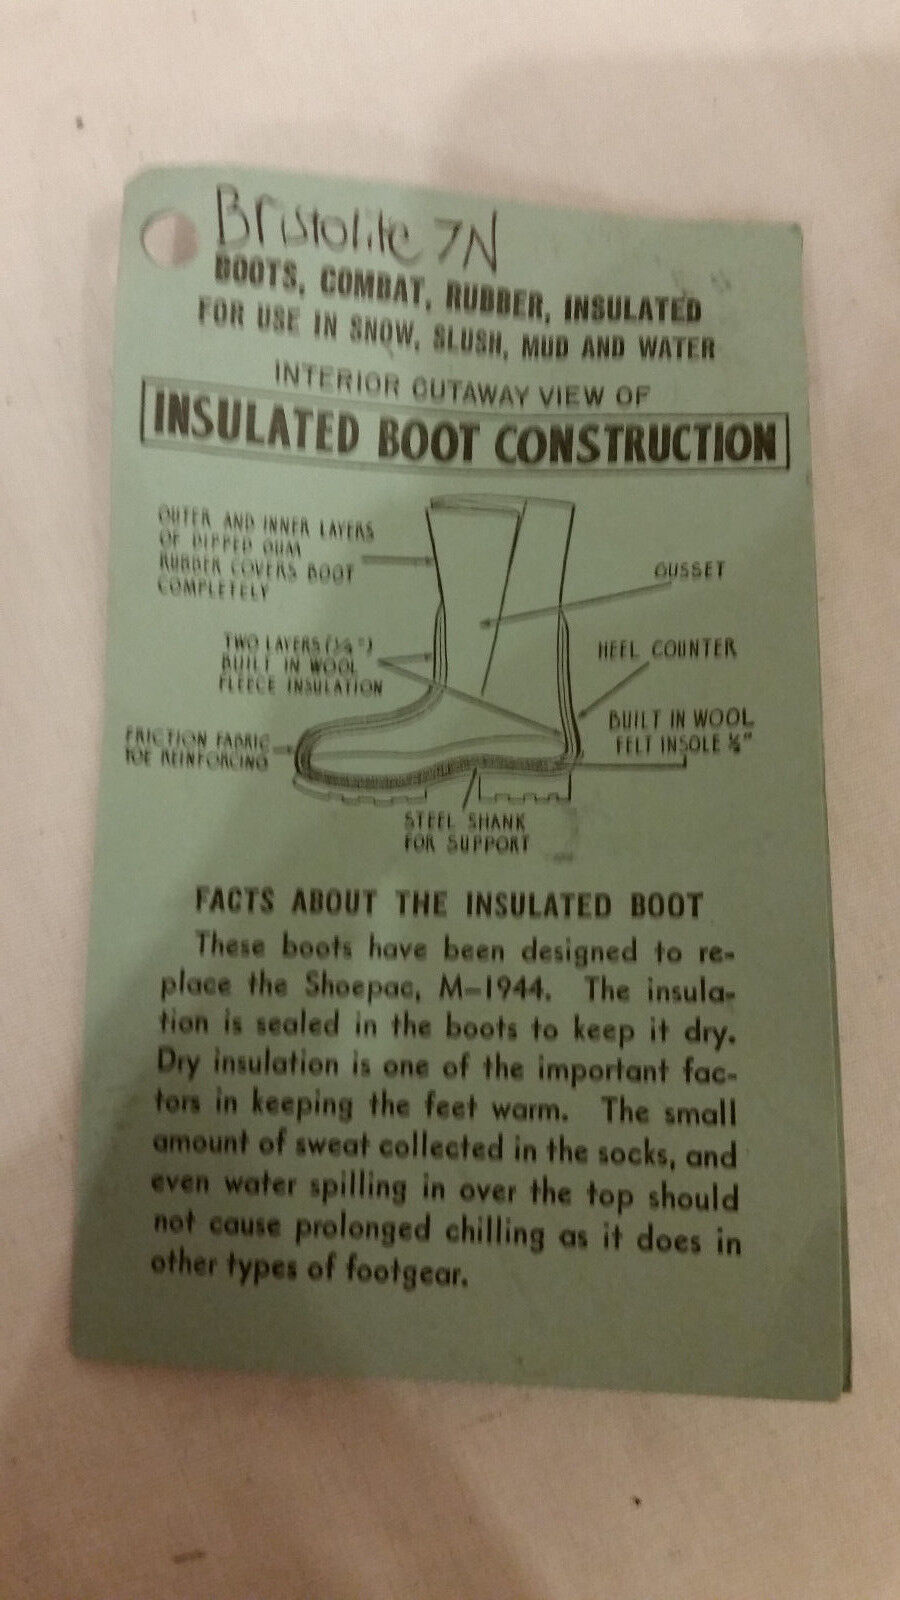 Bristolite 7N
BOOTS, COMBAT, RUBBER, INSULATED
FOR USE IN SNOW, SLUSH, MUD AND WATER
INTERIOR CUTAWAY VIEW OF
INSULATED BOOT CONSTRUCTION
OUTER AND INNER LAYERS
OF DIPPED GUM
RUBBER COVERS BOOT
COMPLETELY
GUSSET
TWO LAYERS
BUILT IN WOOL
FLEECE INSULATION
HEEL COUNTER
BUILT IN WOOL
FELT INSOLE
FRICTION FABRIC
TOE REINFORCING
STEEL SHANK
FOR SUPPORT
FACTS ABOUT THE INSULATED BOOT
These boots have been designed to re-
place the Shoepac, M-1944. The insula-
tion is sealed in the boots to keep it dry.
Dry insulation is one of the important fac-
tors in keeping the feet warm. The small
amount of sweat collected in the socks, and
even water spilling in over the top should
not cause prolonged chilling as it does in
other types of footgear.